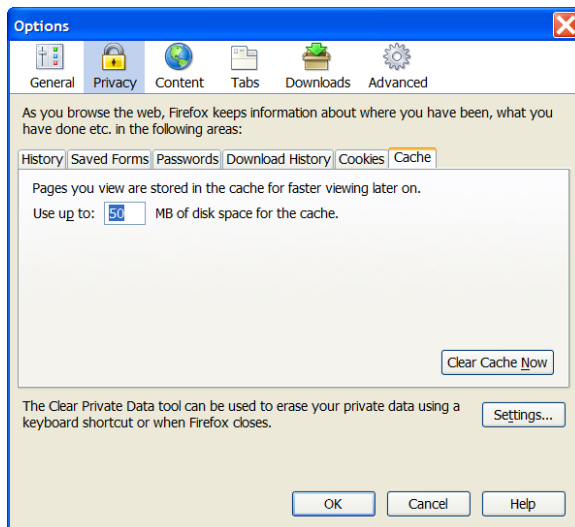 Options
General Privacy Content Tabs Downloads Advanced
As you browse the web, Firefox keeps information about where you have been, what you
have done etc. in the following areas:
History Saved Forms Passwords Download History Cookies Cache
Pages you view are stored in the cache for faster viewing later on.
Use up to: 50 MB of disk space for the cache.
Clear Cache Now
The Clear Private Data tool can be used to erase your private data using a
keyboard shortcut or when Firefox closes.
Settings...
OK Cancel Help